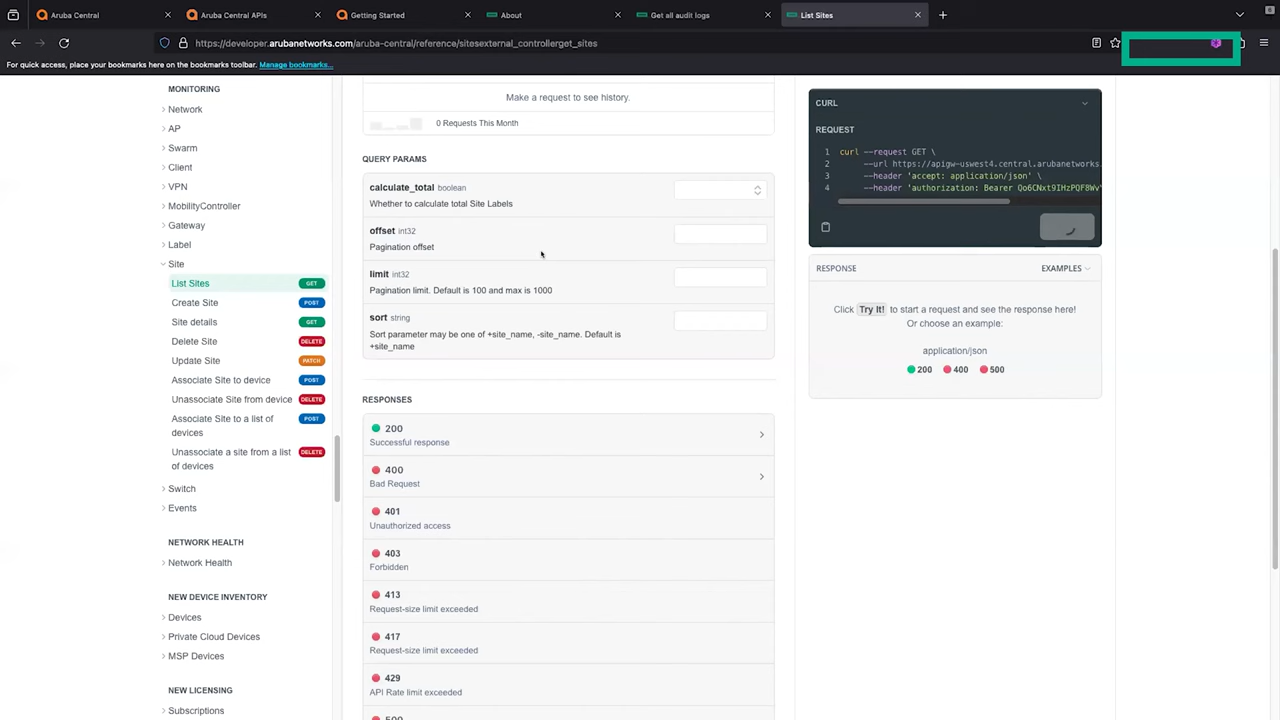 Aruba Central
Aruba Central APIs
Getting Started
About
Get all audit logs
List Sites
https://developer.arubanetworks.com/aruba-central/reference/sitesexternal_controllerget_sites
For quick access, place your bookmarks here on the bookmarks toolbar. Manage bookmarks...
MONITORING
Network
AP
Swarm
Client
VPN
MobilityController
Gateway
Label
Site
List Sites GET
Create Site POST
Site details GET
Delete Site DELETE
Update Site PATCH
Associate Site to device POST
Unassociate Site from device DELETE
Associate Site to a list of POST
devices
Unassociate a site from a list DELETE
of devices
Switch
Events
NETWORK HEALTH
Network Health
NEW DEVICE INVENTORY
Devices
Private Cloud Devices
MSP Devices
NEW LICENSING
Subscriptions
Make a request to see history.
0 Requests This Month
QUERY PARAMS
calculate_total boolean
Whether to calculate total Site Labels
offset int32
Pagination offset
limit int32
Pagination limit. Default is 100 and max is 1000
sort string
Sort parameter may be one of +site_name, -site_name. Default is
+site_name
RESPONSES
200
Successful response
400
Bad Request
401
Unauthorized access
403
Forbidden
413
Request-size limit exceeded
417
Request-size limit exceeded
429
API Rate limit exceeded
500
CURL
REQUEST
1 curl --request GET \
2 --url https://apigw-uswest4.central.arubanetworks.
3 --header 'accept: application/json' \
4 --header 'authorization: Bearer Qo6CNxt9IHzPQF8Wv
RESPONSE EXAMPLES
Click Try It! to start a request and see the response here!
Or choose an example:
application/json
200 400 500